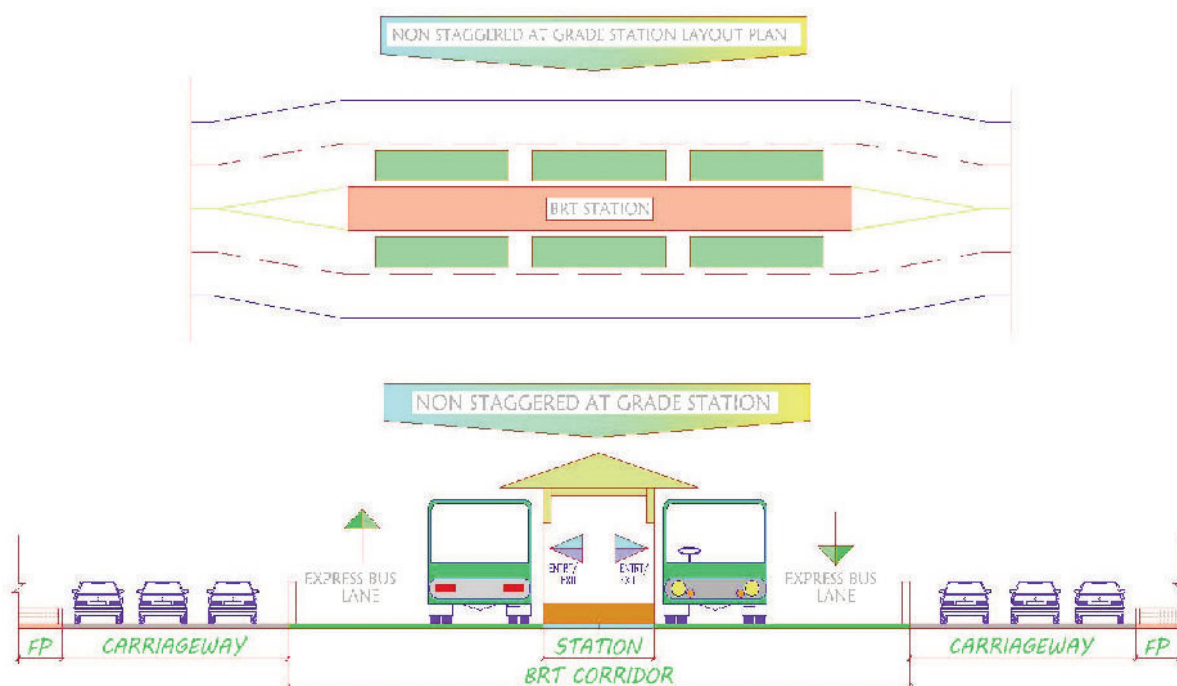 NON STAGGERED AT GRADE STATION LAYOUT PLAN
BRT STATION
NON STAGGERED AT GRADE STATION
EXPRESS BUS
LANE
ENTRY/
EXIT
ENTRY/
EXIT
EXPRESS BUS
LANE
FP
CARRIAGEWAY
STATION
CARRIAGEWAY
FP
BRT CORRIDOR